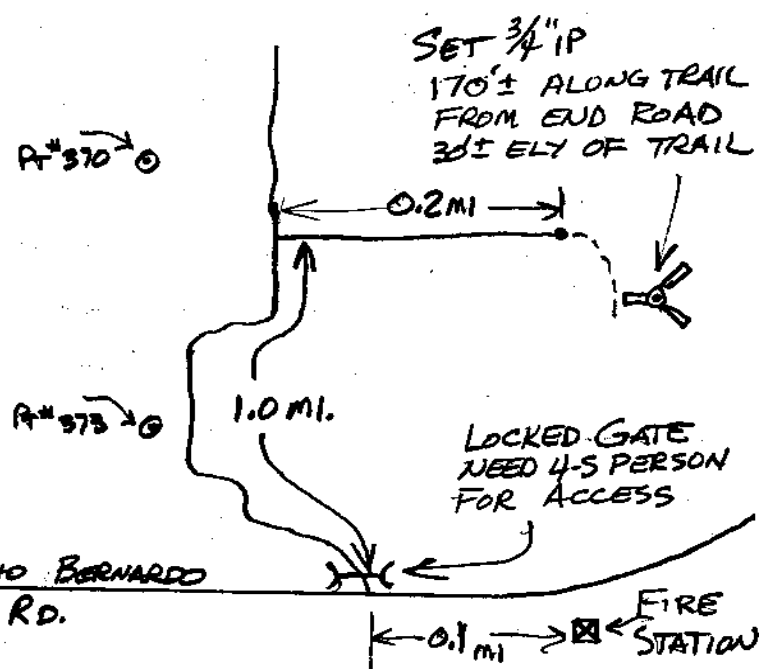 SET 3/4" IP
170'± ALONG TRAIL
FROM END ROAD
30'± ELY OF TRAIL
PT# 370
0.2 MI
1.0 MI.
PT# 373
LOCKED GATE
NEED 4-S PERSON
FOR ACCESS
BERNARDO
RD.
0.1 MI
FIRE
STATION